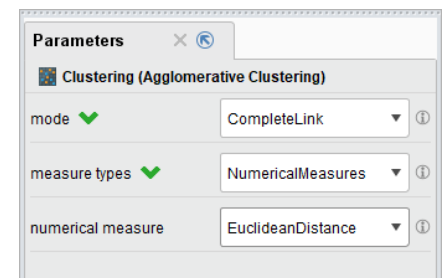 Parameters
Clustering (Agglomerative Clustering)
mode CompleteLink
measure types NumericalMeasures
numerical measure EuclideanDistance